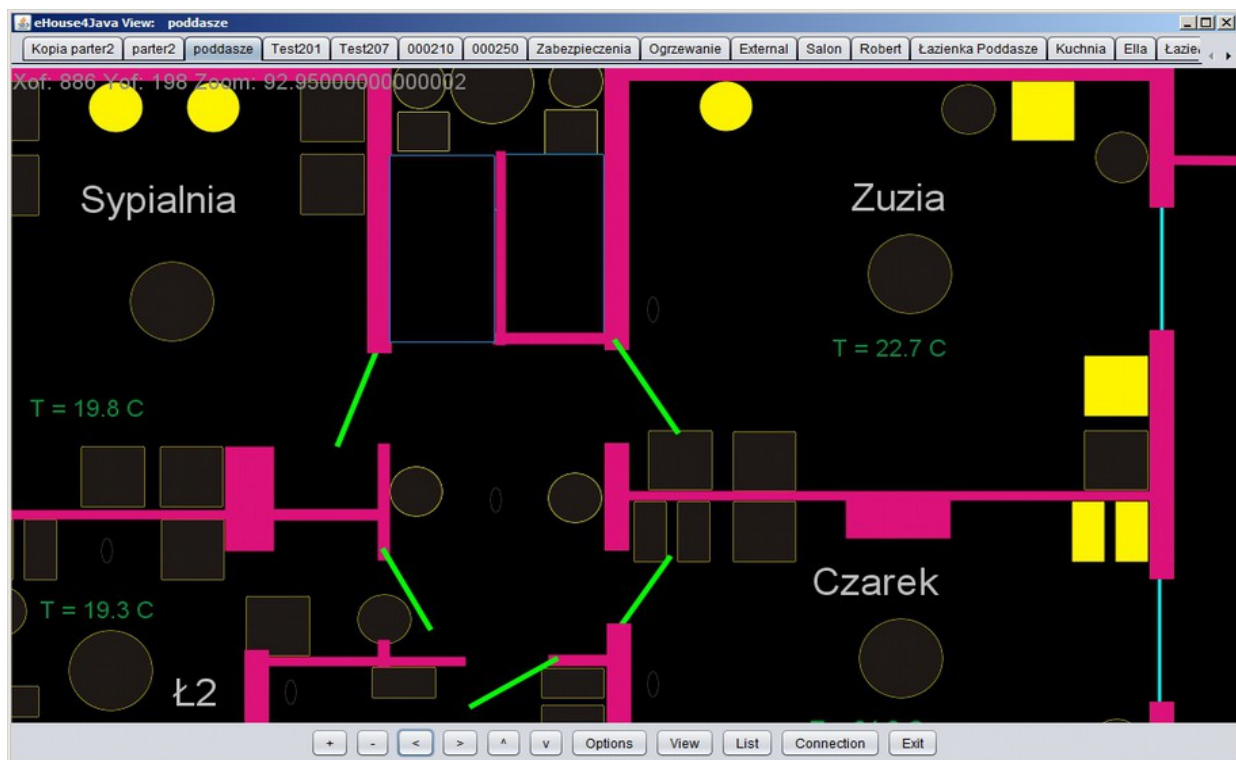 eHouse4Java View: poddasze
Kopia parter2 parter2 poddasze Test201 Test207 000210 000250 Zabezpieczenia Ogrzewanie External Salon Robert Łazienka Poddasze Kuchnia Ella
Xof: 886 Yof: 198 Zoom: 92.95000000000002
Sypialnia
Zuzia
T = 22.7 C
T = 19.8 C
Czarek
T = 19.3 C
Ł2
+ - < > ^ v Options View List Connection Exit